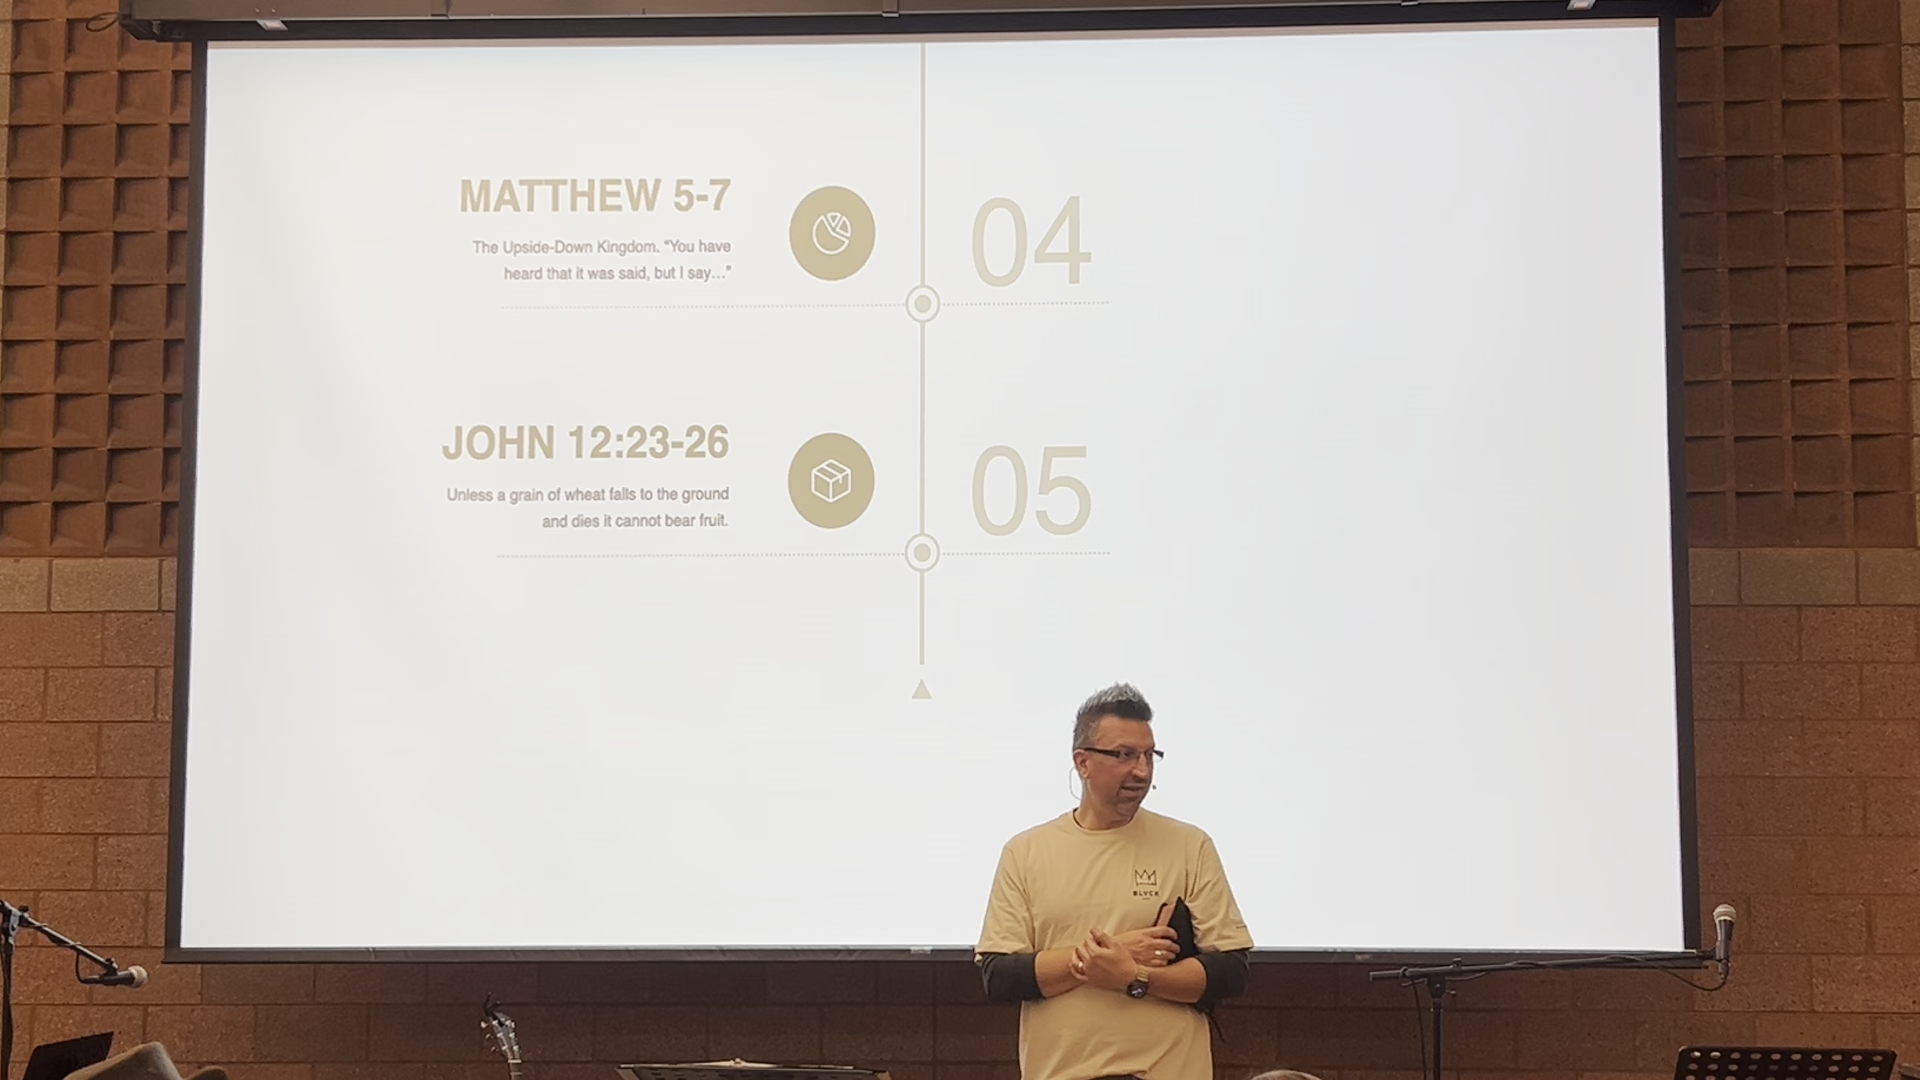 MATTHEW 5-7
The Upside-Down Kingdom. "You have
heard that it was said, but I say..."
04
JOHN 12:23-26
Unless a grain of wheat falls to the ground
and dies it cannot bear fruit.
05
BLVCK